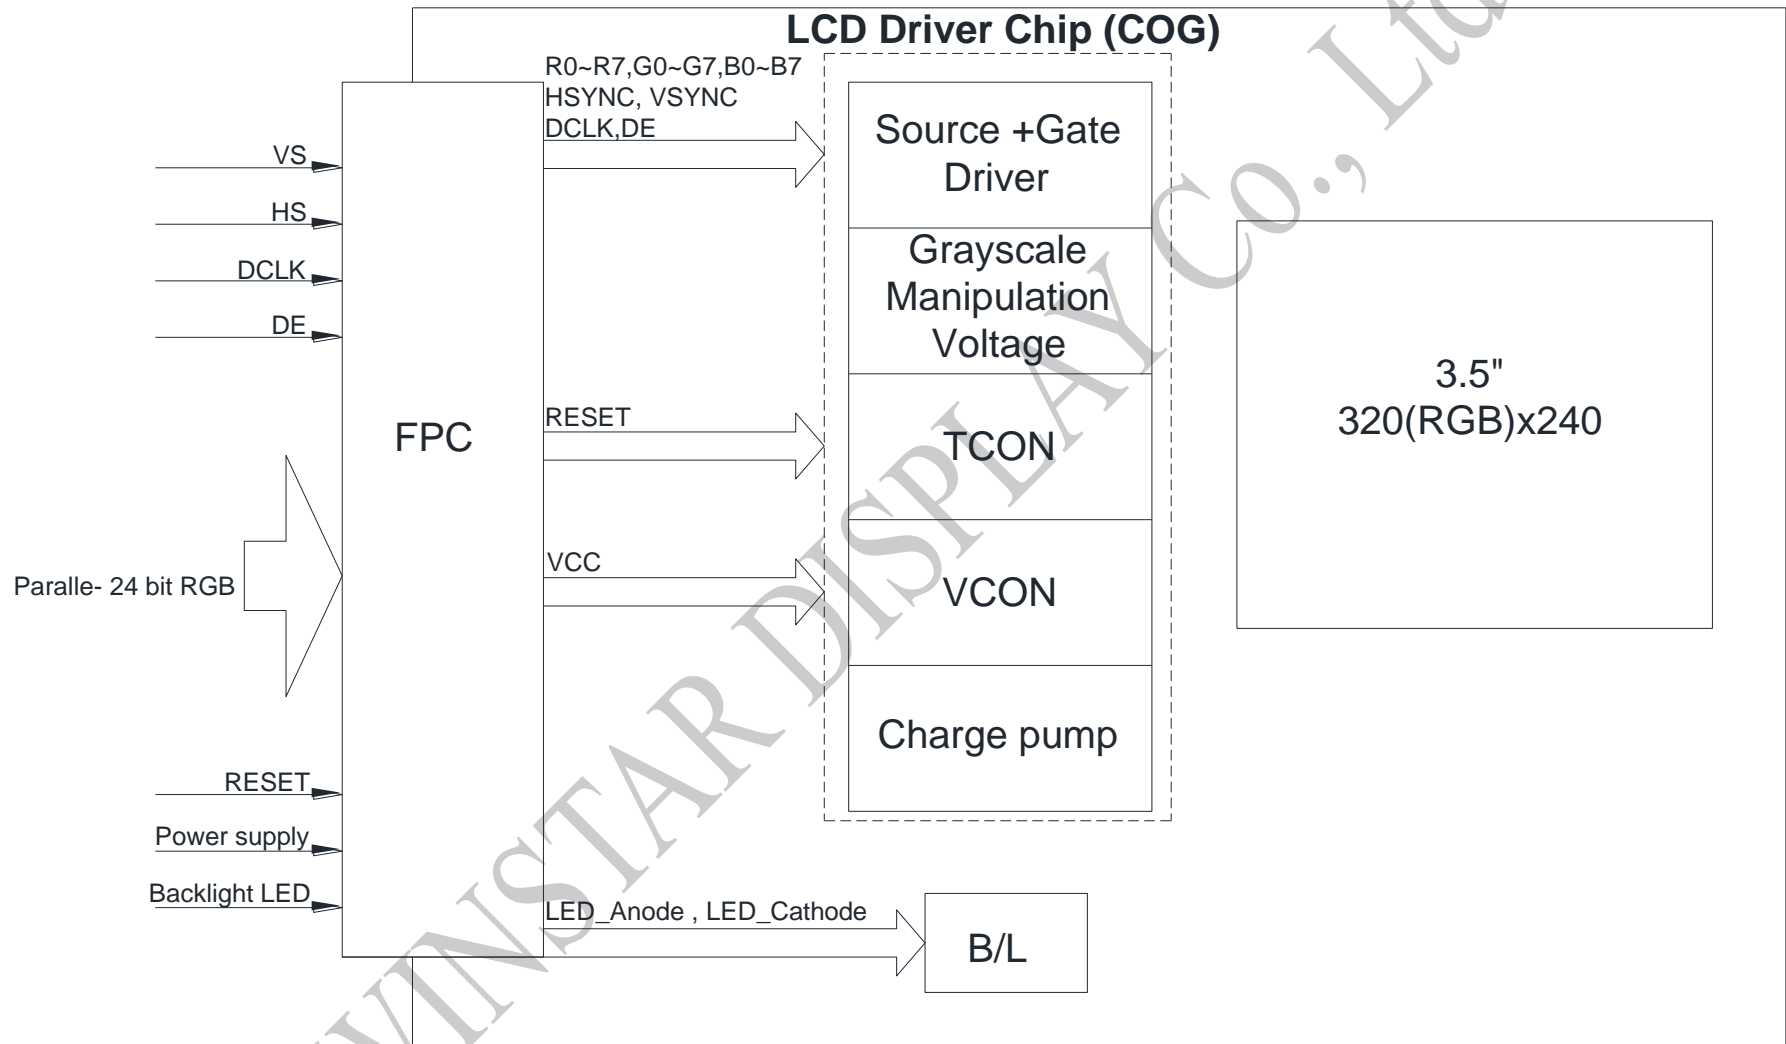 LCD Driver Chip (COG)
R0~R7,G0~G7,B0~B7
HSYNC, VSYNC
DCLK,DE
VS
HS
DCLK
DE
Paralle- 24 bit RGB
RESET
Power supply
Backlight LED
FPC
RESET
VCC
LED_Anode , LED_Cathode
Source +Gate
Driver
Grayscale
Manipulation
Voltage
TCON
VCON
Charge pump
B/L
3.5"
320(RGB)x240
WINSTAR DISPLAY Co., Ltd